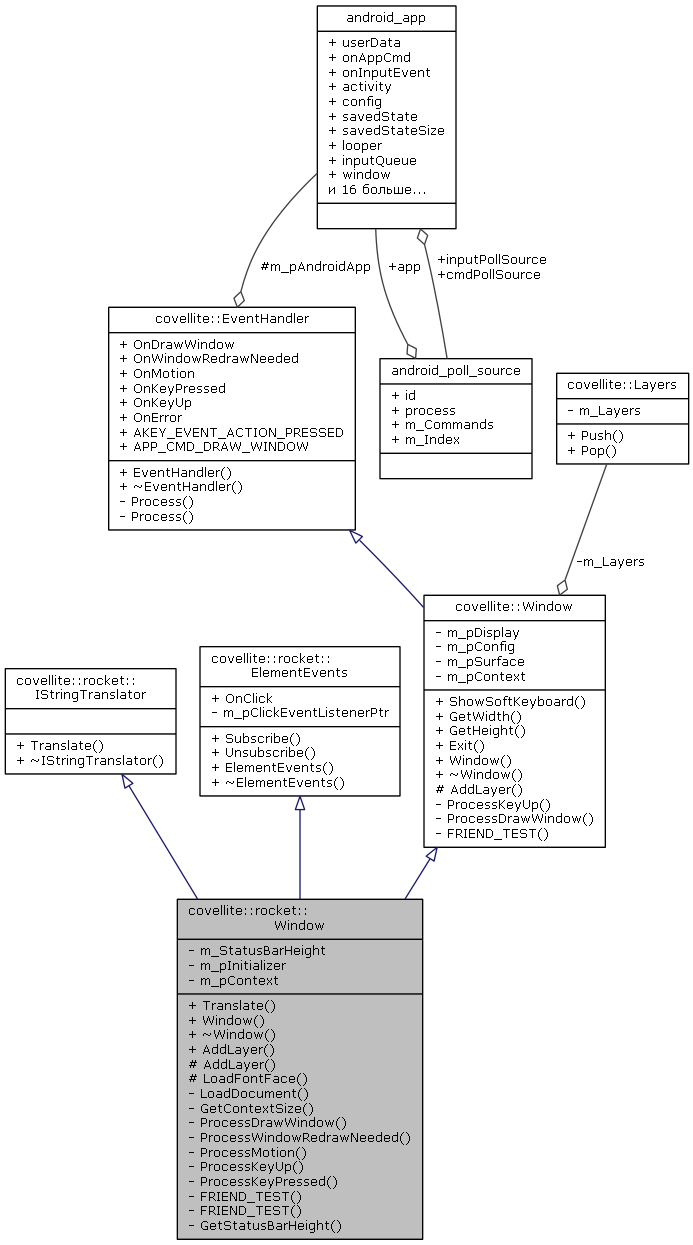 android_app
+ userData
+ onAppCmd
+ onInputEvent
+ activity
+ config
+ savedState
+ savedStateSize
+ looper
+ inputQueue
+ window
и 16 больше...
#m_pAndroidApp
+app
+inputPollSource
+cmdPollSource
covellite::EventHandler
+ OnDrawWindow
+ OnWindowRedrawNeeded
+ OnMotion
+ OnKeyPressed
+ OnKeyUp
+ OnError
+ AKEY_EVENT_ACTION_PRESSED
+ APP_CMD_DRAW_WINDOW
+ EventHandler()
+ ~EventHandler()
- Process()
- Process()
android_poll_source
+ id
+ process
+ m_Commands
+ m_Index
covellite::Layers
- m_Layers
+ Push()
+ Pop()
-m_Layers
covellite::Window
- m_pDisplay
- m_pConfig
- m_pSurface
- m_pContext
+ ShowSoftKeyboard()
+ GetWidth()
+ GetHeight()
+ Exit()
+ Window()
+ ~Window()
# AddLayer()
- ProcessKeyUp()
- ProcessDrawWindow()
- FRIEND_TEST()
covellite::rocket::
IStringTranslator
+ Translate()
+ ~IStringTranslator()
covellite::rocket::
ElementEvents
+ OnClick
- m_pClickEventListenerPtr
+ Subscribe()
+ Unsubscribe()
+ ElementEvents()
+ ~ElementEvents()
covellite::rocket::
Window
- m_StatusBarHeight
- m_pInitializer
- m_pContext
+ Translate()
+ Window()
+ ~Window()
+ AddLayer()
# AddLayer()
# LoadFontFace()
- LoadDocument()
- GetContextSize()
- ProcessDrawWindow()
- ProcessWindowRedrawNeeded()
- ProcessMotion()
- ProcessKeyUp()
- ProcessKeyPressed()
- FRIEND_TEST()
- FRIEND_TEST()
- GetStatusBarHeight()